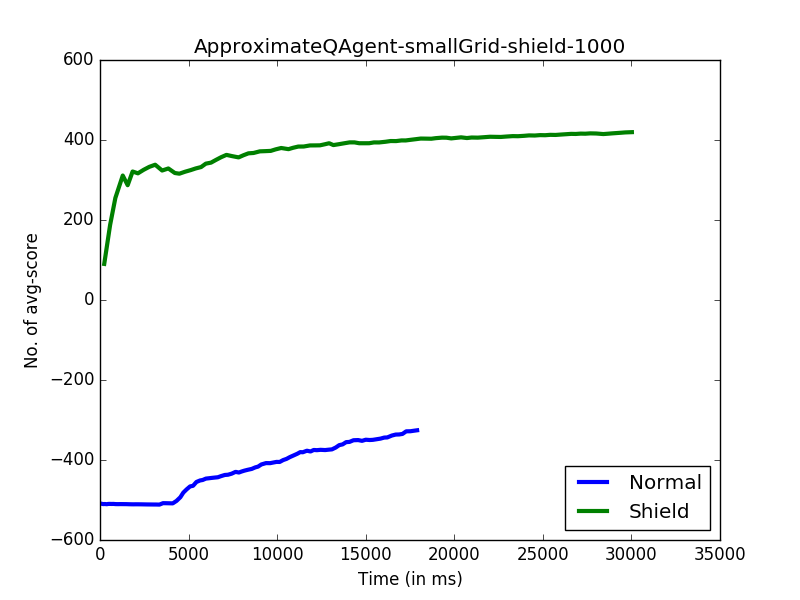 ApproximateQAgent-smallGrid-shield-1000
600
400
200
0
−200
−400
−600
No. of avg-score
0 5000 10000 15000 20000 25000 30000 35000
Time (in ms)
Normal
Shield